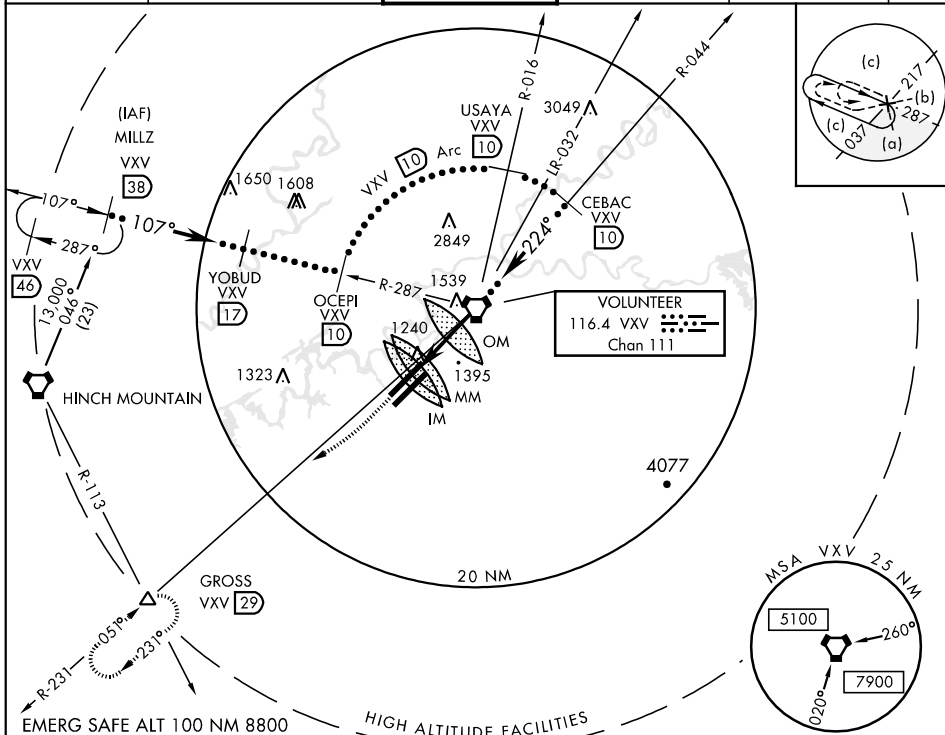 (IAF)
MILLZ
VXV
38
107°
107°
287°
VXV
46
13,000
046°
(23)
HINCH MOUNTAIN
R-113
1650
1608
YOBUD
VXV
17
OCEPI
VXV
10
R-287
VXV 10 Arc
USAYA
VXV
10
R-016
LR-032
R-044
3049
CEBAC
VXV
10
224°
2849
1539
1240
OM
1395
MM
IM
1323
VOLUNTEER
116.4 VXV
Chan 111
4077
20 NM
GROSS
VXV 29
051°
231°
R-231
EMERG SAFE ALT 100 NM 8800
HIGH ALTITUDE FACILITIES
(c)
217
(b)
287
(c)
037
(a)
MSA VXV 25 NM
5100
260°
7900
020°